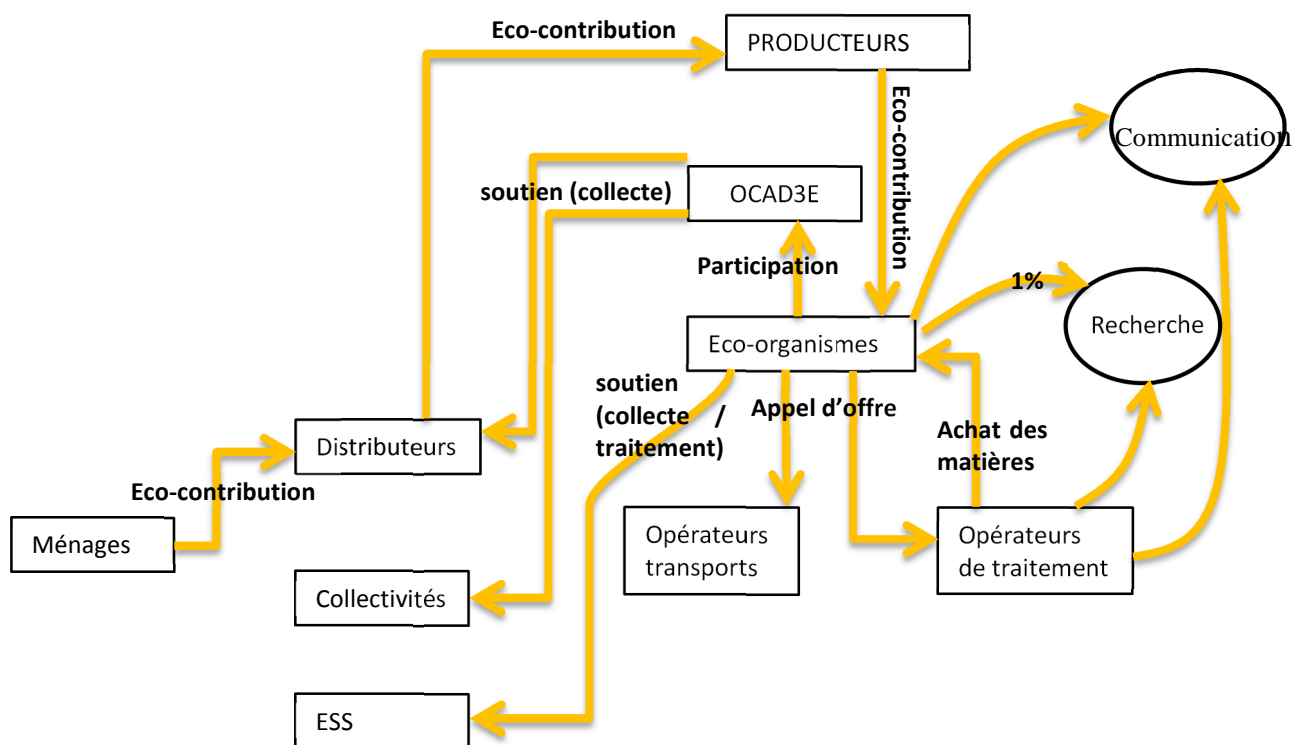 Eco-contribution
PRODUCTEURS
Eco-contribution
Communication
soutien (collecte)
OCAD3E
Participation
1%
Recherche
Eco-organismes
soutien
(collecte /
traitement)
Appel d’offre
Achat des
matières
Distributeurs
Eco-contribution
Ménages
Opérateurs
transports
Opérateurs
de traitement
Collectivités
ESS